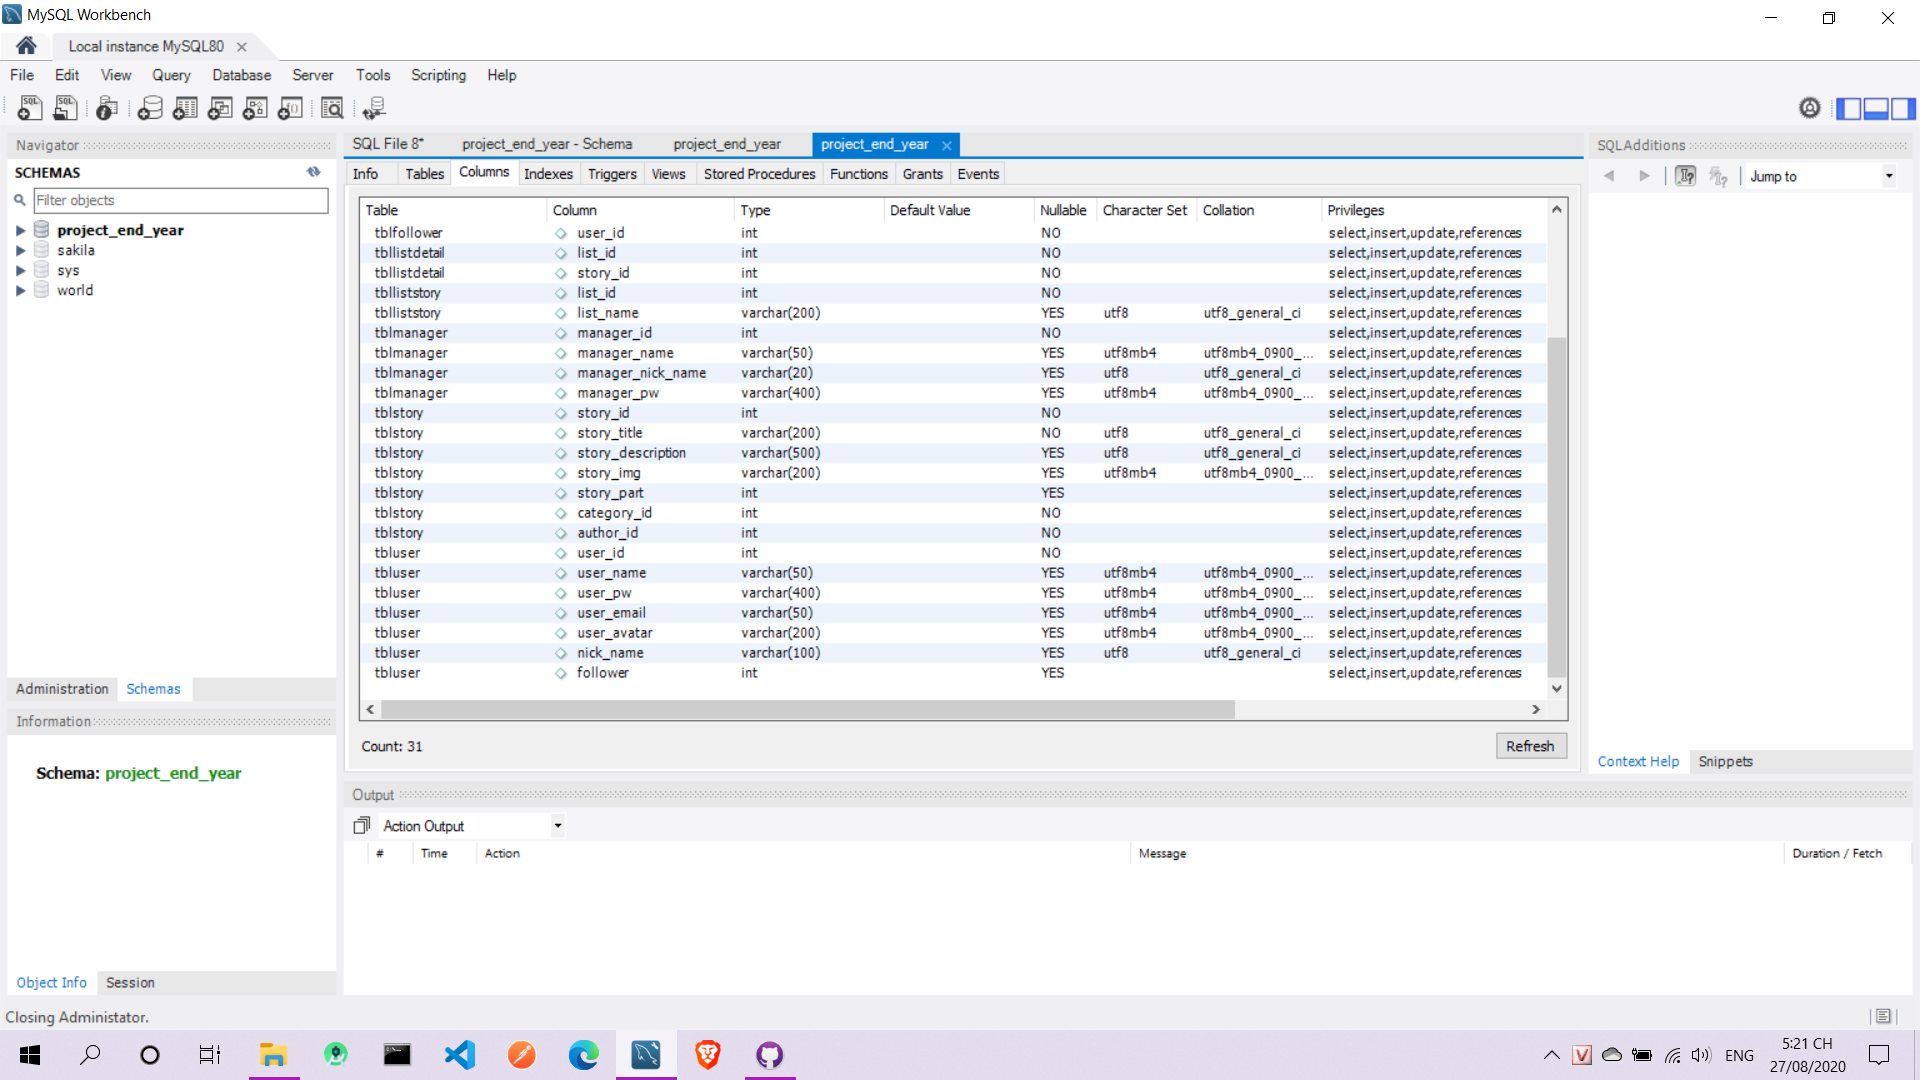 MySQL Workbench
Local instance MySQL80
File Edit View Query Database Server Tools Scripting Help
Navigator
SCHEMAS
Filter objects
project_end_year
sakila
sys
world
Administration Schemas
Information
Schema: project_end_year
Object Info Session
SQL File 8* project_end_year - Schema project_end_year project_end_year
Info Tables Columns Indexes Triggers Views Stored Procedures Functions Grants Events
Table Column Type Default Value Nullable Character Set Collation Privileges
tblfollower user_id int NO select,insert,update,references
tbllistdetail list_id int NO select,insert,update,references
tbllistdetail story_id int NO select,insert,update,references
tblliststory list_id int NO select,insert,update,references
tblliststory list_name varchar(200) YES utf8 utf8_general_ci select,insert,update,references
tblmanager manager_id int NO select,insert,update,references
tblmanager manager_name varchar(50) YES utf8mb4 utf8mb4_0900_... select,insert,update,references
tblmanager manager_nick_name varchar(20) YES utf8 utf8_general_ci select,insert,update,references
tblmanager manager_pw varchar(400) YES utf8mb4 utf8mb4_0900_... select,insert,update,references
tblstory story_id int NO select,insert,update,references
tblstory story_title varchar(200) NO utf8 utf8_general_ci select,insert,update,references
tblstory story_description varchar(500) YES utf8 utf8_general_ci select,insert,update,references
tblstory story_img varchar(200) YES utf8mb4 utf8mb4_0900_... select,insert,update,references
tblstory story_part int YES select,insert,update,references
tblstory category_id int NO select,insert,update,references
tblstory author_id int NO select,insert,update,references
tbluser user_id int NO select,insert,update,references
tbluser user_name varchar(50) YES utf8mb4 utf8mb4_0900_... select,insert,update,references
tbluser user_pw varchar(400) YES utf8mb4 utf8mb4_0900_... select,insert,update,references
tbluser user_email varchar(50) YES utf8mb4 utf8mb4_0900_... select,insert,update,references
tbluser user_avatar varchar(200) YES utf8mb4 utf8mb4_0900_... select,insert,update,references
tbluser nick_name varchar(100) YES utf8 utf8_general_ci select,insert,update,references
tbluser follower int YES select,insert,update,references
Count: 31 Refresh
SQLAdditions
Jump to
Context Help Snippets
Output
Action Output
# Time Action Message Duration / Fetch
Closing Administator.
ENG
5:21 CH
27/08/2020